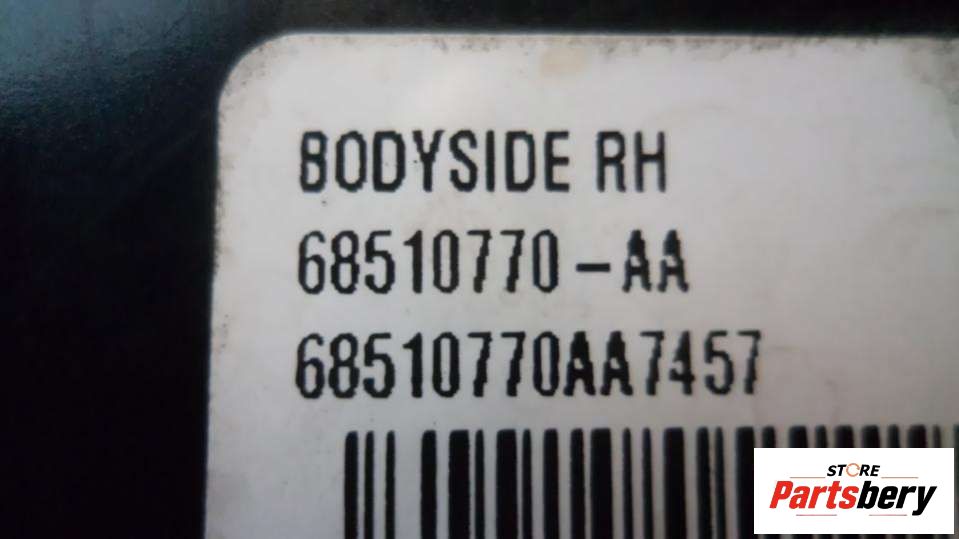 BODYSIDE RH
68510770-AA
68510770AA7457
STORE
Partsbery